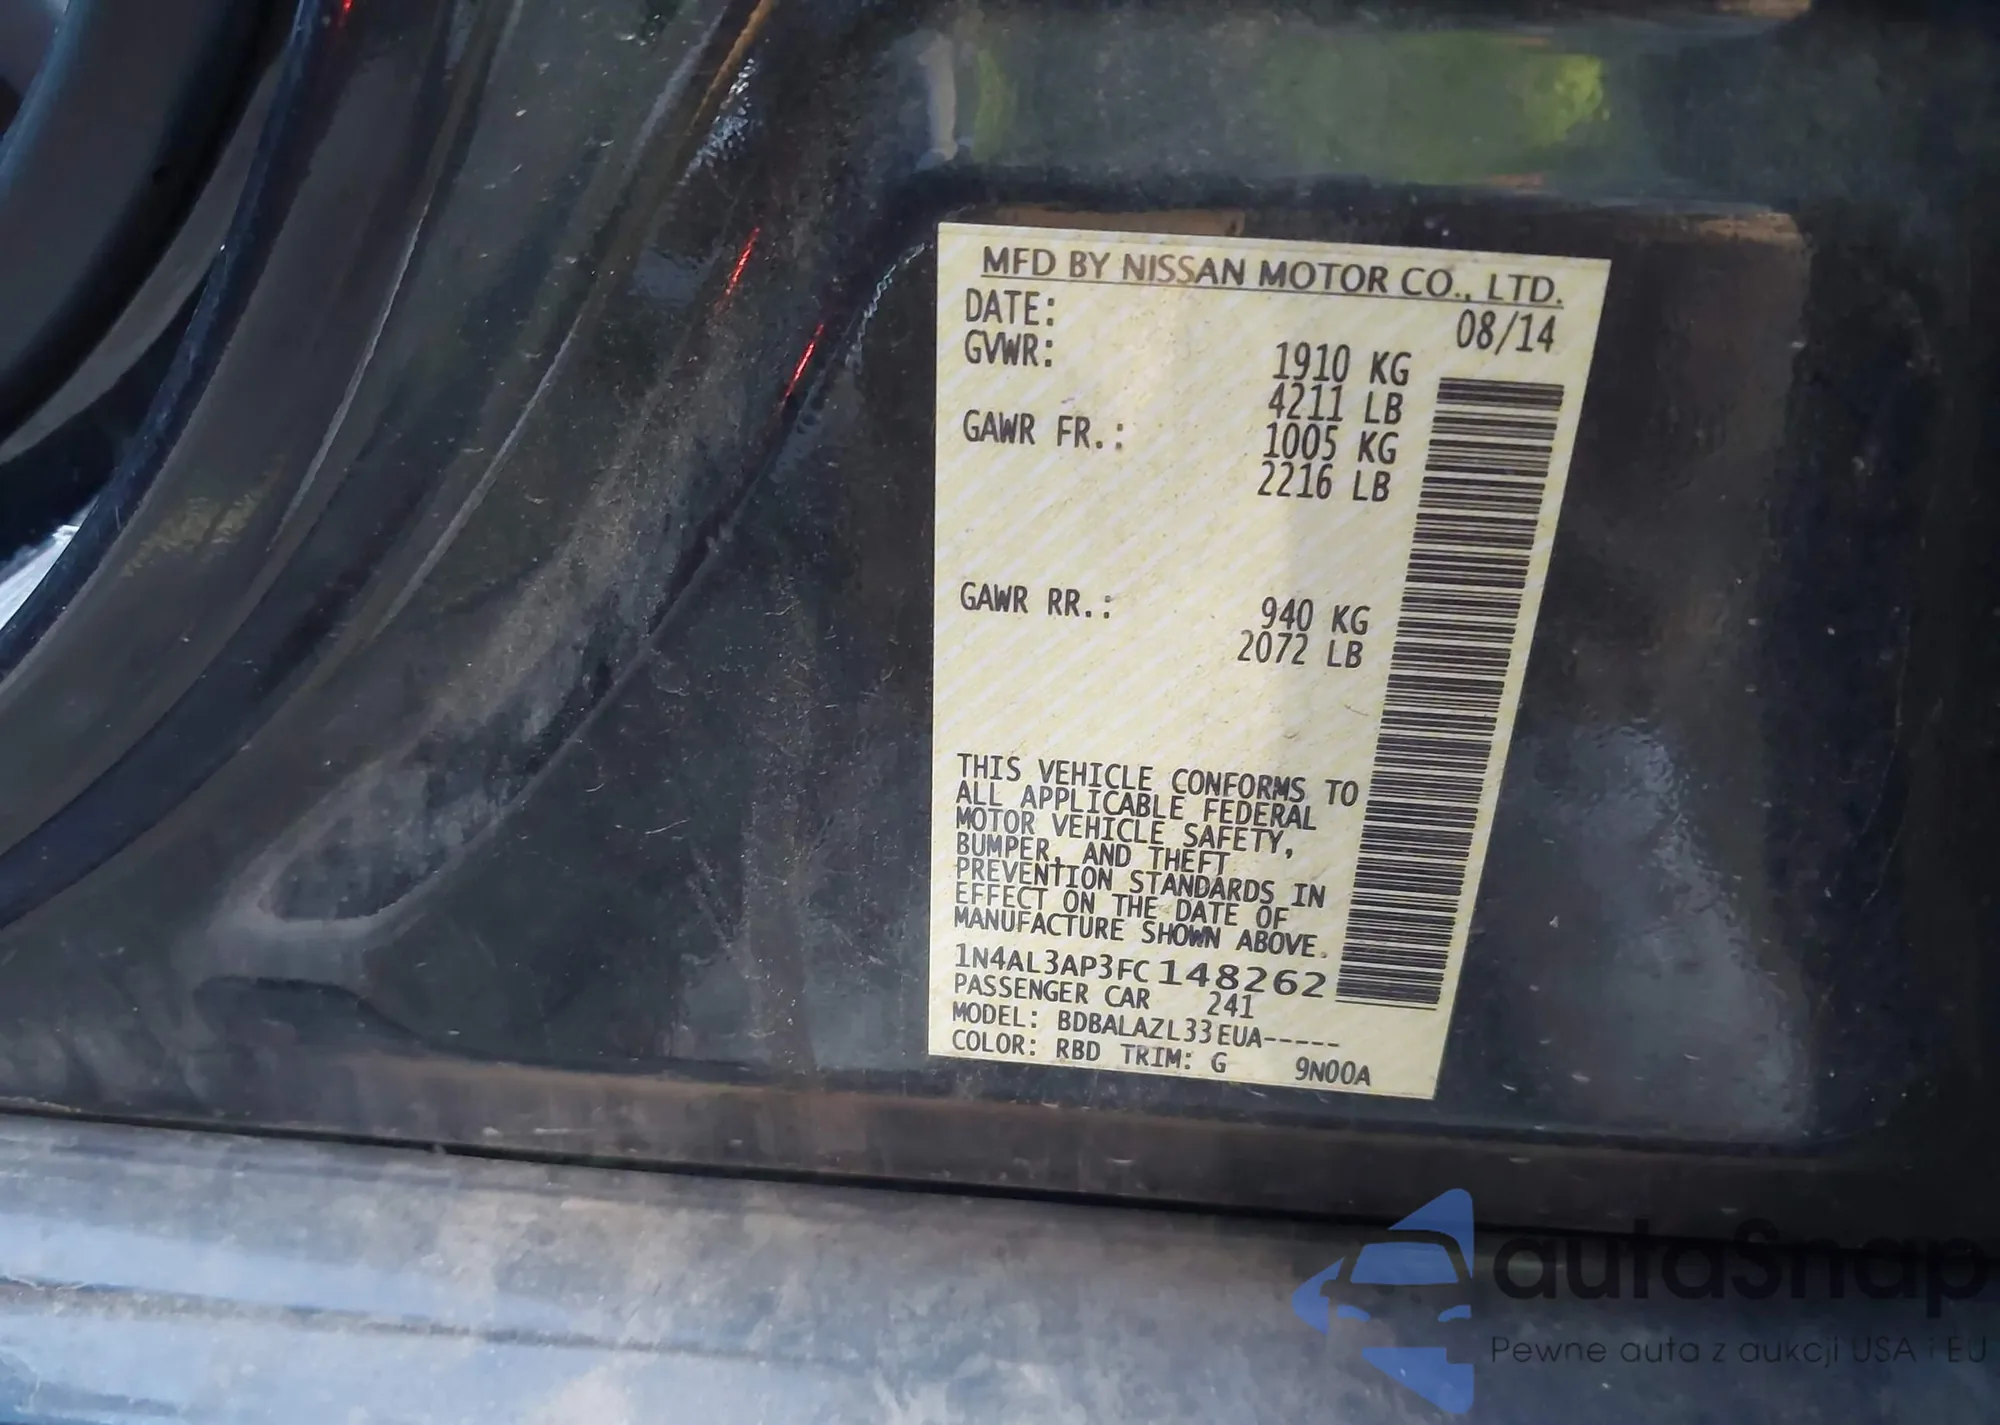 MFD BY NISSAN MOTOR CO., LTD.
DATE: 08/14
GVWR: 1910 KG
4211 LB
GAWR FR.: 1005 KG
2216 LB
GAWR RR.: 940 KG
2072 LB
THIS VEHICLE CONFORMS TO
ALL APPLICABLE FEDERAL
MOTOR VEHICLE SAFETY,
BUMPER, AND THEFT
PREVENTION STANDARDS IN
EFFECT ON THE DATE OF
MANUFACTURE SHOWN ABOVE.
1N4AL3AP3FC148262
PASSENGER CAR 241
MODEL: BDBALAZL33EUA-----
COLOR: RBD TRIM: G 9N00A
autoSnap
Pewne auta z aukcji USA i EU